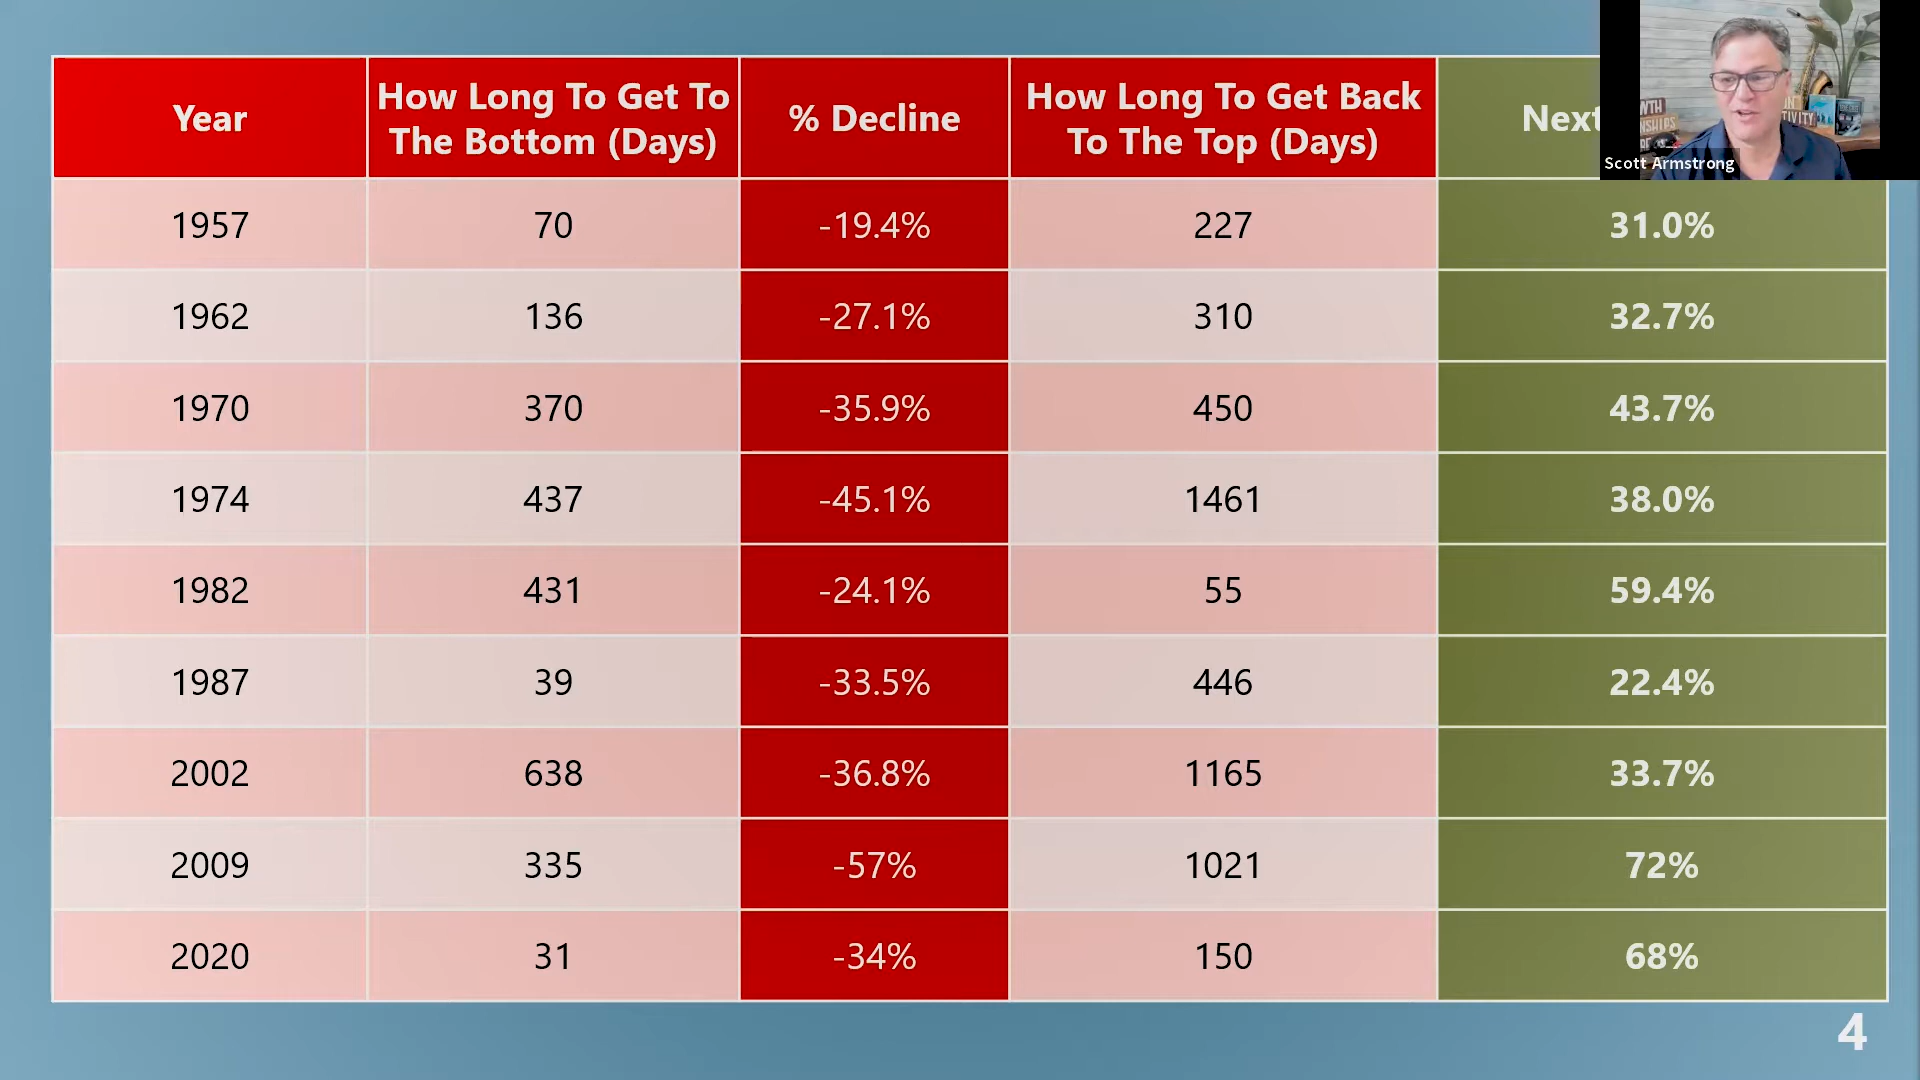 Year
How Long To Get To
The Bottom (Days)
% Decline
How Long To Get Back
To The Top (Days)
Next
Scott Armstrong
1957 70 -19.4% 227 31.0%
1962 136 -27.1% 310 32.7%
1970 370 -35.9% 450 43.7%
1974 437 -45.1% 1461 38.0%
1982 431 -24.1% 55 59.4%
1987 39 -33.5% 446 22.4%
2002 638 -36.8% 1165 33.7%
2009 335 -57% 1021 72%
2020 31 -34% 150 68%
4